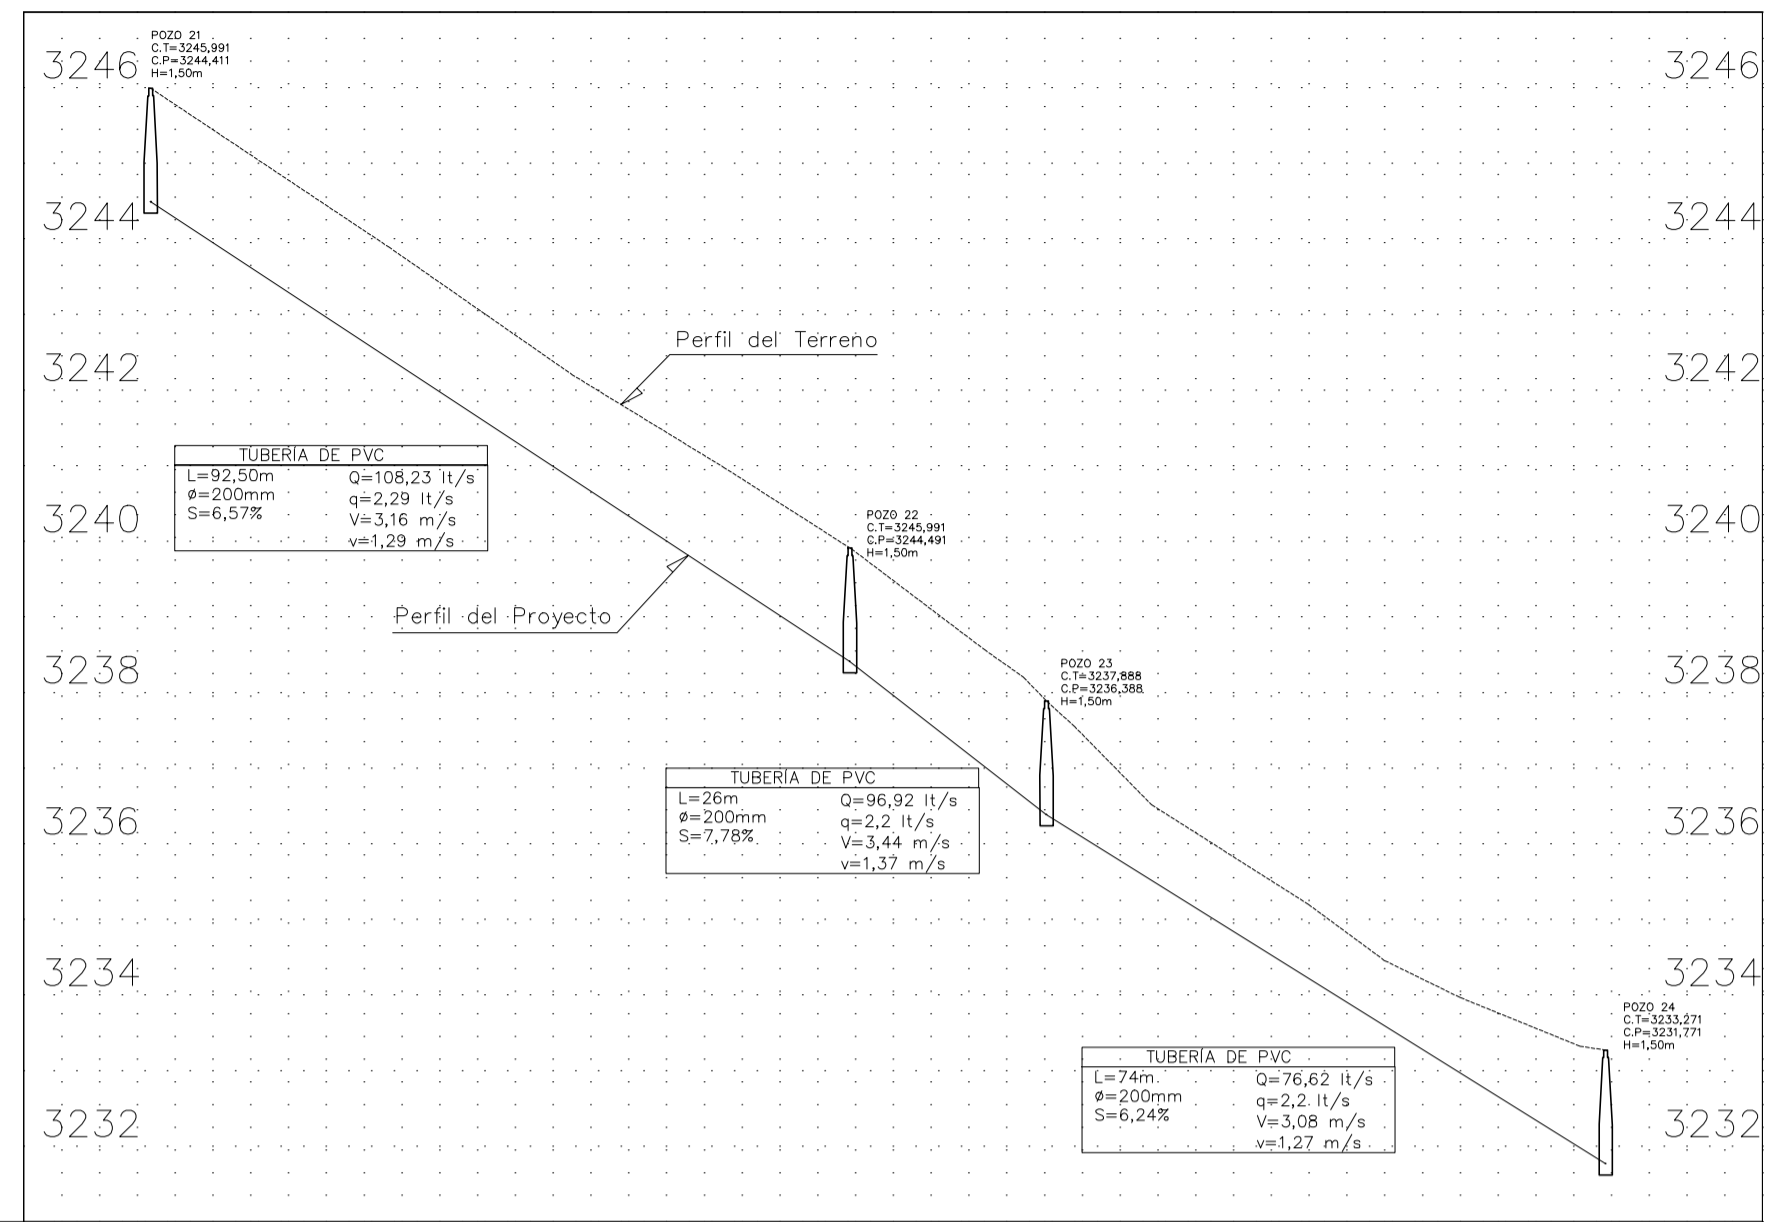 POZO 21
C.T=3245,991
C.P=3244,411
H=1,50m
3246
3246
3244
3244
Perfil del Terreno
3242
3242
TUBERÍA DE PVC
L=92,50m Q=108,23 lt/s
ø=200mm q=2,29 lt/s
S=6,57% V=3,16 m/s
v=1,29 m/s
3240
3240
POZO 22
C.T=3245,991
C.P=3244,491
H=1,50m
Perfil del Proyecto
3238
3238
POZO 23
C.T=3237,888
C.P=3236,388
H=1,50m
TUBERÍA DE PVC
L=26m Q=96,92 lt/s
ø=200mm q=2,2 lt/s
S=7,78% V=3,44 m/s
v=1,37 m/s
3236
3236
3234
3234
POZO 24
C.T=3233,271
C.P=3231,771
H=1,50m
TUBERÍA DE PVC
L=74m Q=76,62 lt/s
ø=200mm q=2,2 lt/s
S=6,24% V=3,08 m/s
v=1,27 m/s
3232
3232